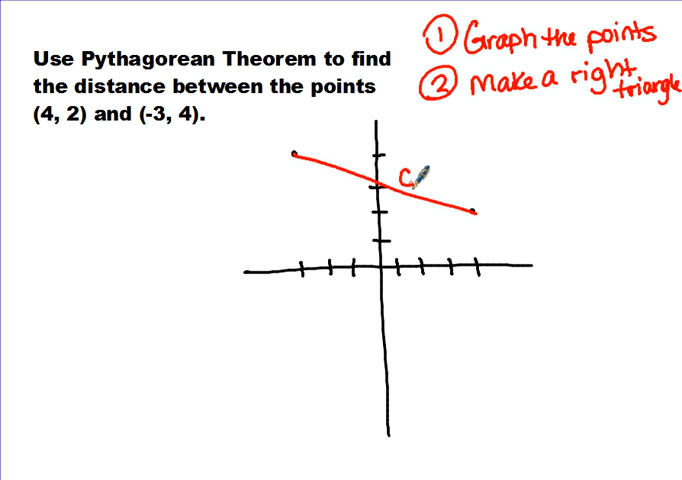 ① Graph the points
② Make a right
triangle
Use Pythagorean Theorem to find
the distance between the points
(4, 2) and (-3, 4).
C